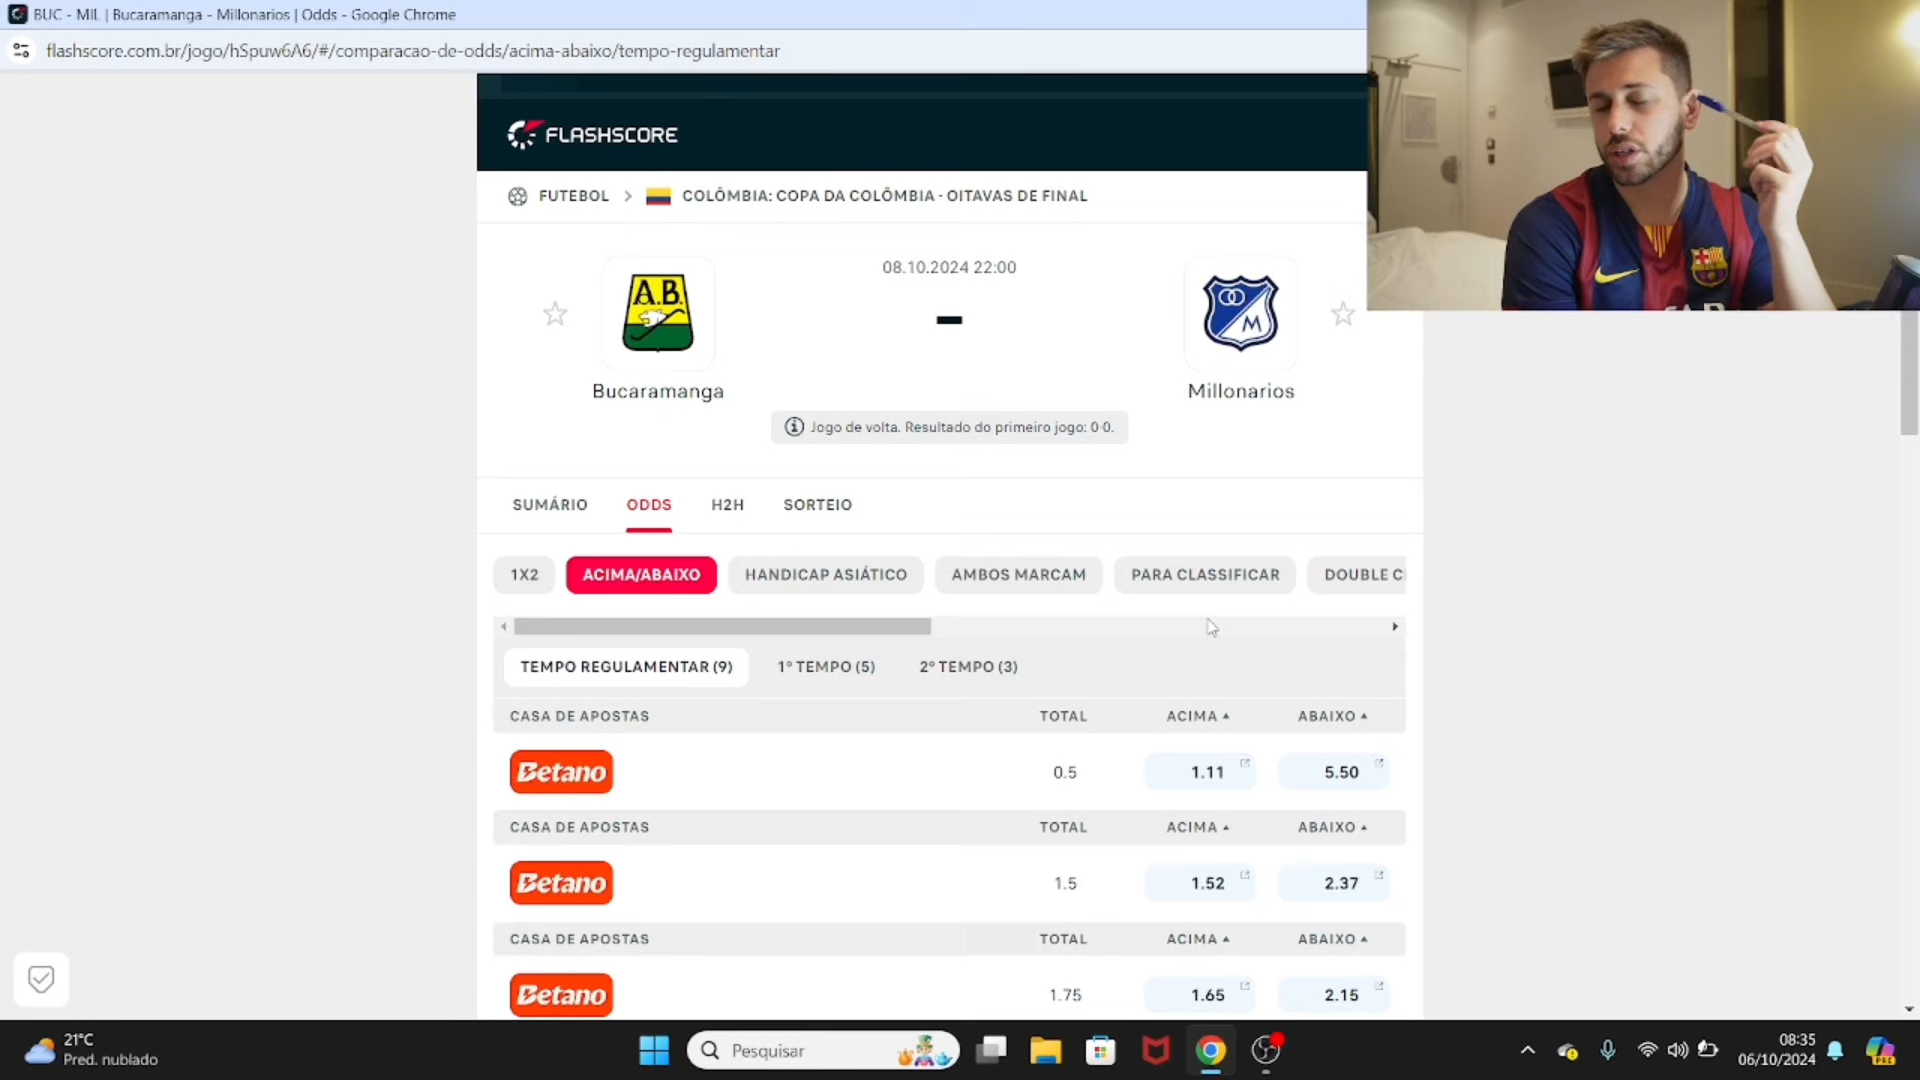 BUC - MIL | Bucaramanga - Millonarios | Odds - Google Chrome
flashscore.com.br/jogo/hSpuw6A6/#/comparacao-de-odds/acima-abaixo/tempo-regulamentar
FLASHSCORE
FUTEBOL > COLÔMBIA: COPA DA COLÔMBIA - OITAVAS DE FINAL
08.10.2024 22:00
-
A.B.
M
Bucaramanga
Millonarios
Jogo de volta. Resultado do primeiro jogo: 0-0.
SUMÁRIO ODDS H2H SORTEIO
1X2 ACIMA/ABAIXO HANDICAP ASIÁTICO AMBOS MARCAM PARA CLASSIFICAR DOUBLE C
TEMPO REGULAMENTAR (9) 1º TEMPO (5) 2º TEMPO (3)
CASA DE APOSTAS TOTAL ACIMA ABAIXO
Betano 0.5 1.11 5.50
CASA DE APOSTAS TOTAL ACIMA ABAIXO
Betano 1.5 1.52 2.37
CASA DE APOSTAS TOTAL ACIMA ABAIXO
Betano 1.75 1.65 2.15
21°C
Pred. nublado
Pesquisar
08:35
06/10/2024